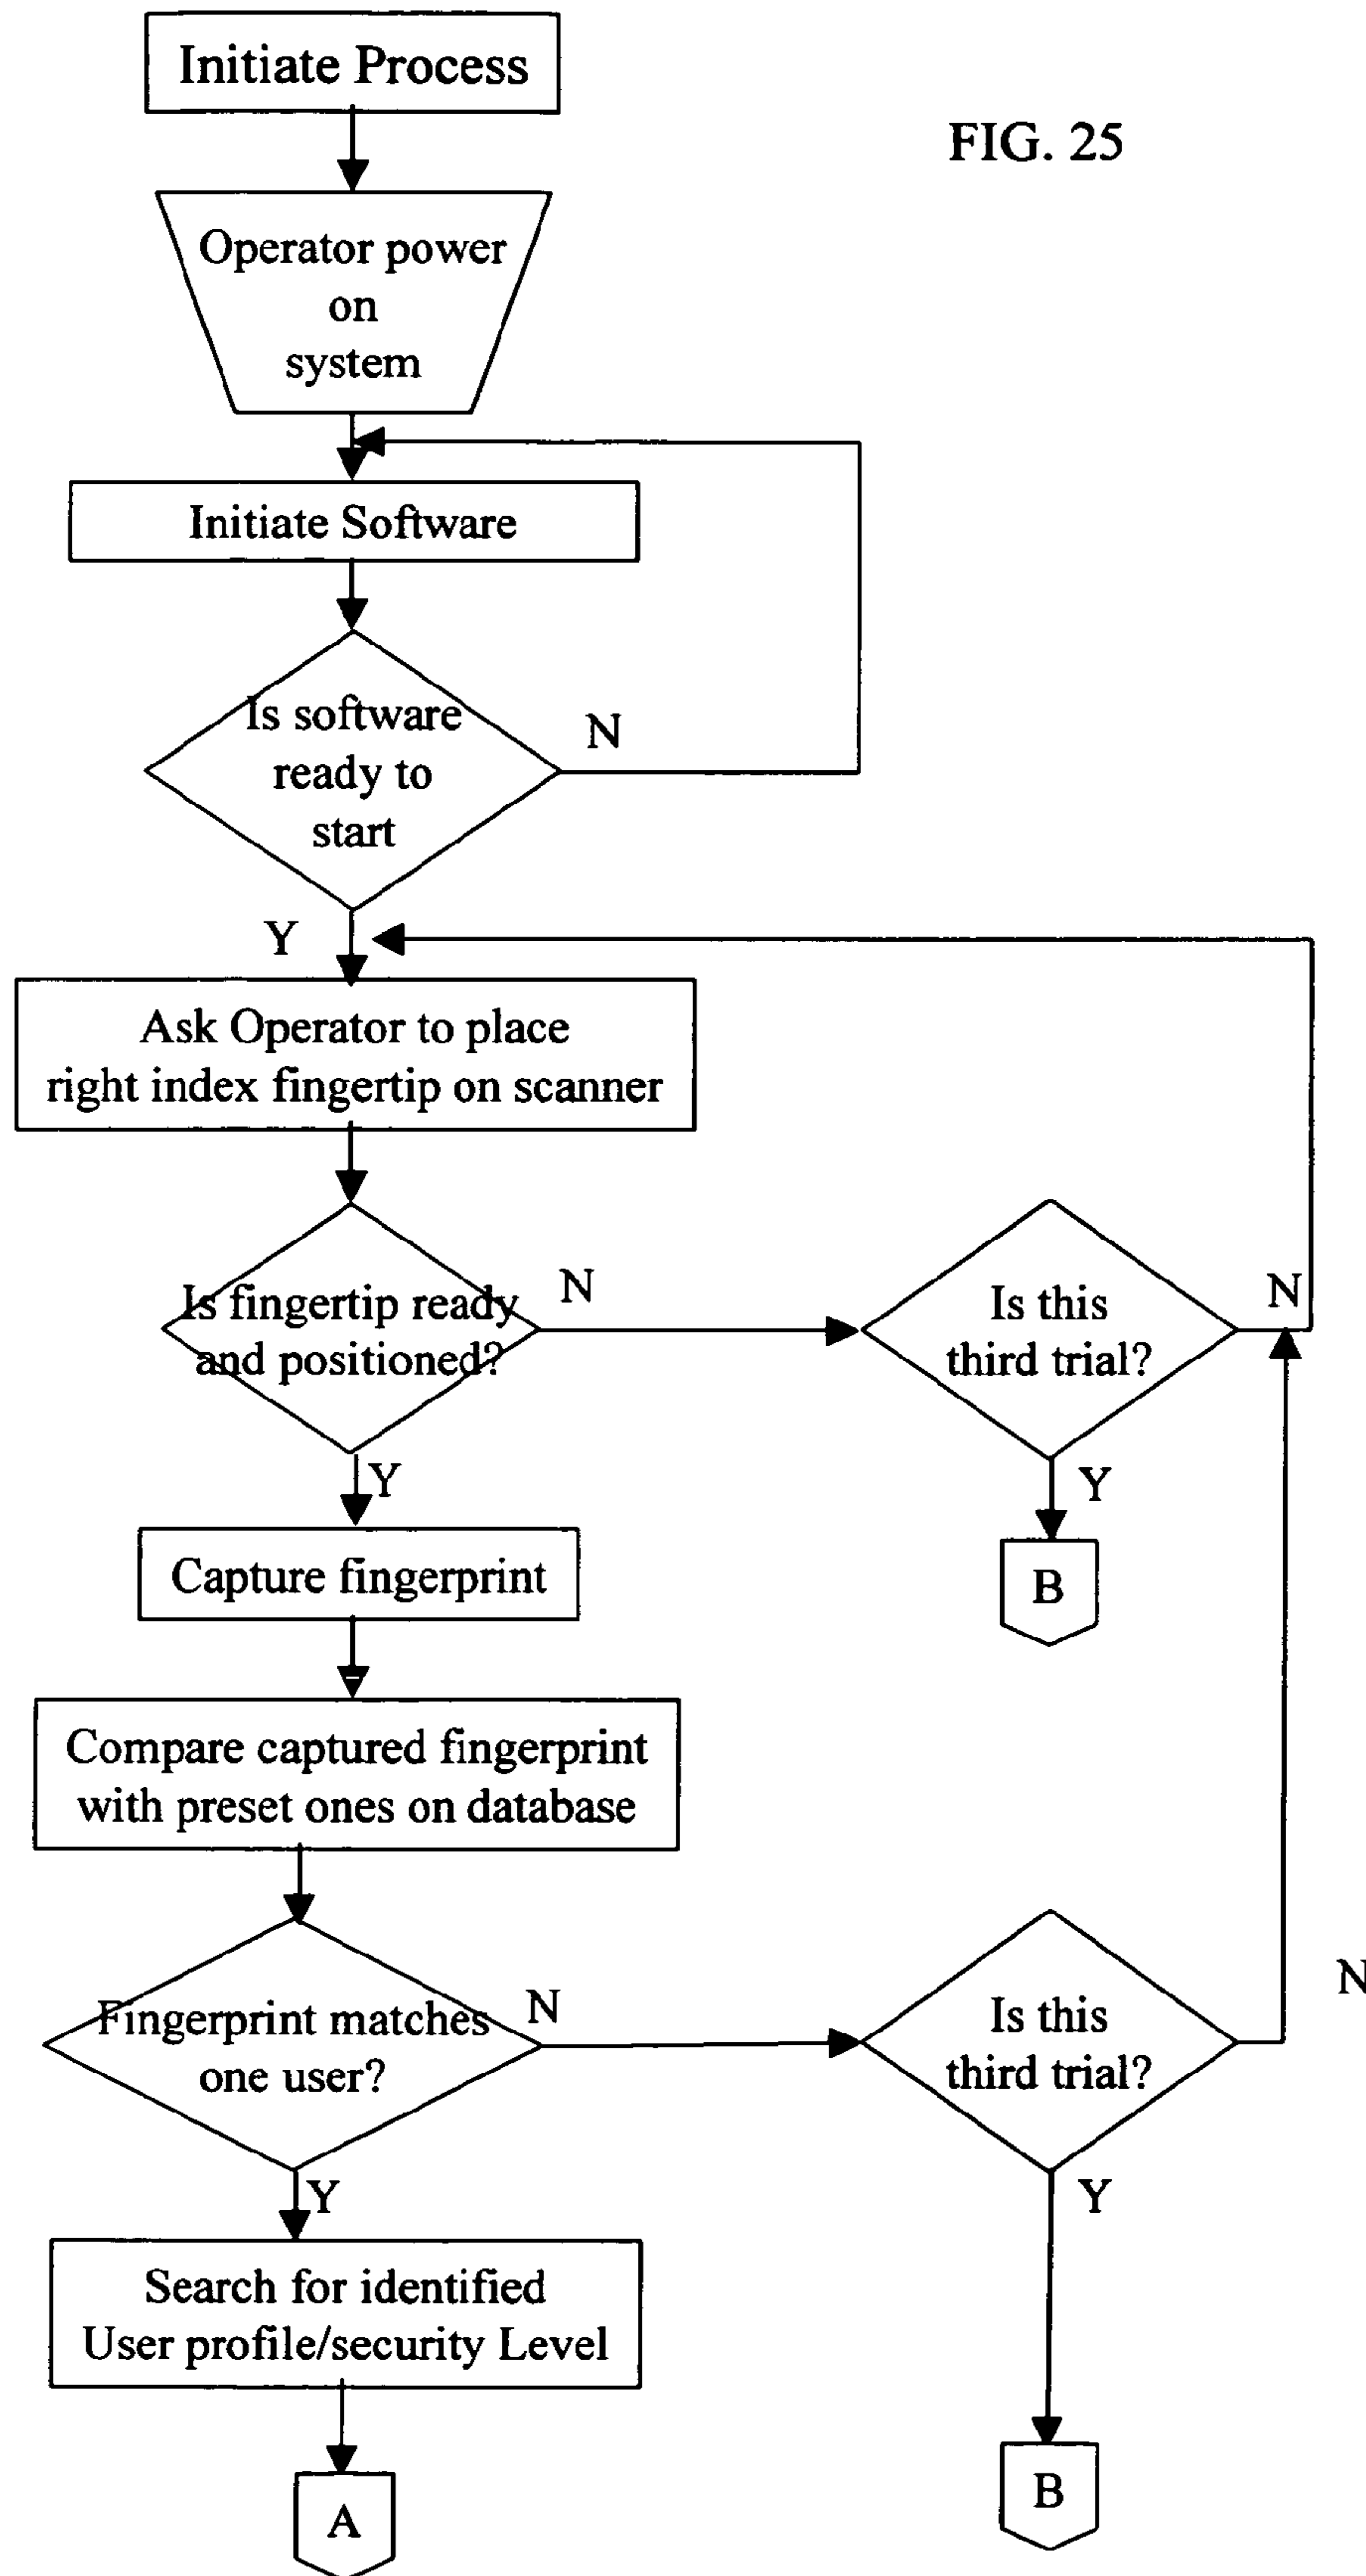 Initiate Process
FIG. 25
Operator power
on
system
Initiate Software
Is software
ready to
start
N
Y
Ask Operator to place
right index fingertip on scanner
Is fingertip ready
and positioned?
N
Is this
third trial?
N
Y
Y
B
Capture fingerprint
Compare captured fingerprint
with preset ones on database
Fingerprint matches
one user?
N
Is this
third trial?
N
Y
Y
Search for identified
User profile/security Level
B
A